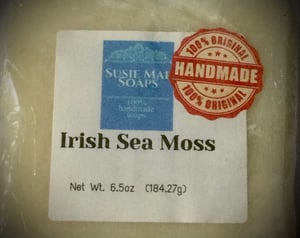 SUSIE MAE
SOAPS
100%
handmade
soaps
100% ORIGINAL
HANDMADE
100% ORIGINAL
Irish Sea Moss
Net Wt. 6.5oz (184.27g)